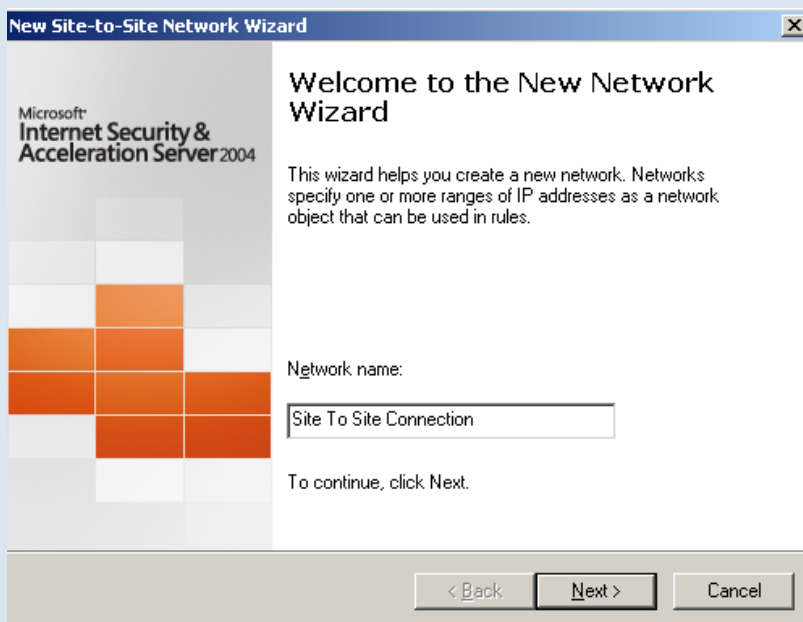 New Site-to-Site Network Wizard
Microsoft
Internet Security &
Acceleration Server 2004
Welcome to the New Network
Wizard
This wizard helps you create a new network. Networks
specify one or more ranges of IP addresses as a network
object that can be used in rules.
Network name:
Site To Site Connection
To continue, click Next.
< Back
Next >
Cancel